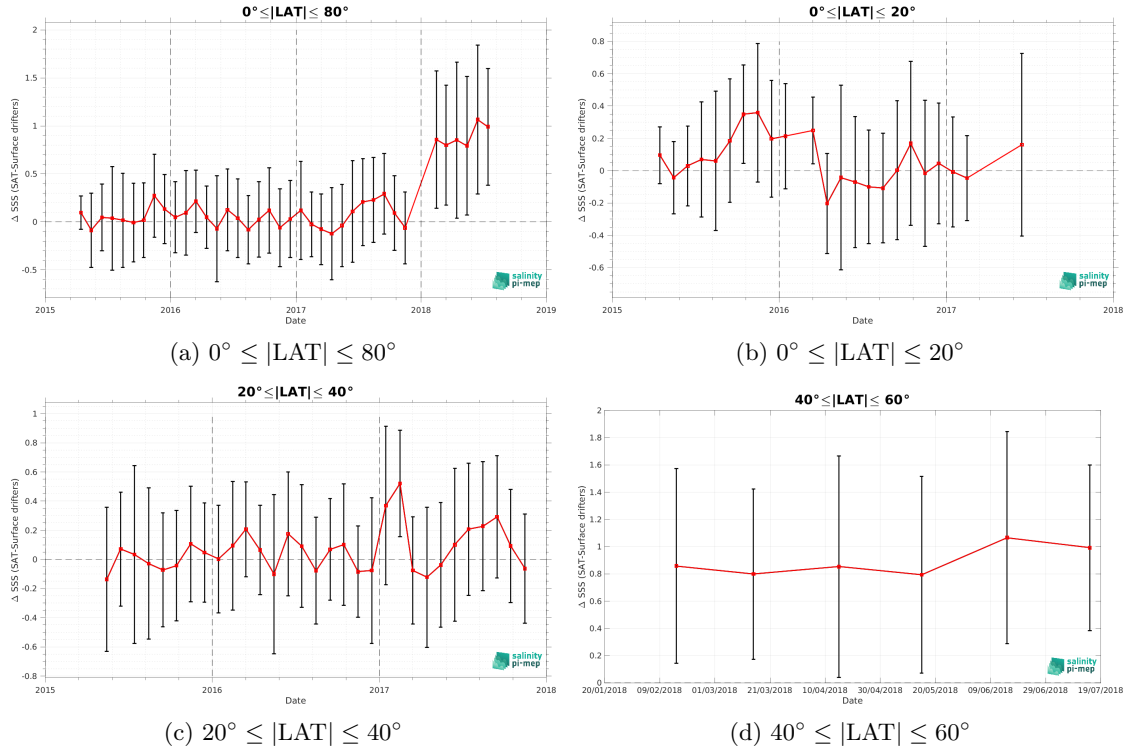 0°≤|LAT|≤ 80°
Δ SSS (SAT-Surface drifters)
2
1.5
1
0.5
0
-0.5
2015
2016
2017
2018
2019
Date
salinity
pi-mep
(a) 0° ≤ |LAT| ≤ 80°
0°≤|LAT|≤ 20°
Δ SSS (SAT-Surface drifters)
0.8
0.6
0.4
0.2
0
-0.2
-0.4
-0.6
2015
2016
2017
2018
Date
salinity
pi-mep
(b) 0° ≤ |LAT| ≤ 20°
20°≤|LAT|≤ 40°
Δ SSS (SAT-Surface drifters)
1
0.8
0.6
0.4
0.2
0
-0.2
-0.4
-0.6
-0.8
2015
2016
2017
2018
Date
salinity
pi-mep
(c) 20° ≤ |LAT| ≤ 40°
40°≤|LAT|≤ 60°
Δ SSS (SAT-Surface drifters)
2
1.8
1.6
1.4
1.2
1
0.8
0.6
0.4
0.2
0
20/01/2018
09/02/2018
01/03/2018
21/03/2018
10/04/2018
30/04/2018
20/05/2018
09/06/2018
29/06/2018
19/07/2018
Date
salinity
pi-mep
(d) 40° ≤ |LAT| ≤ 60°